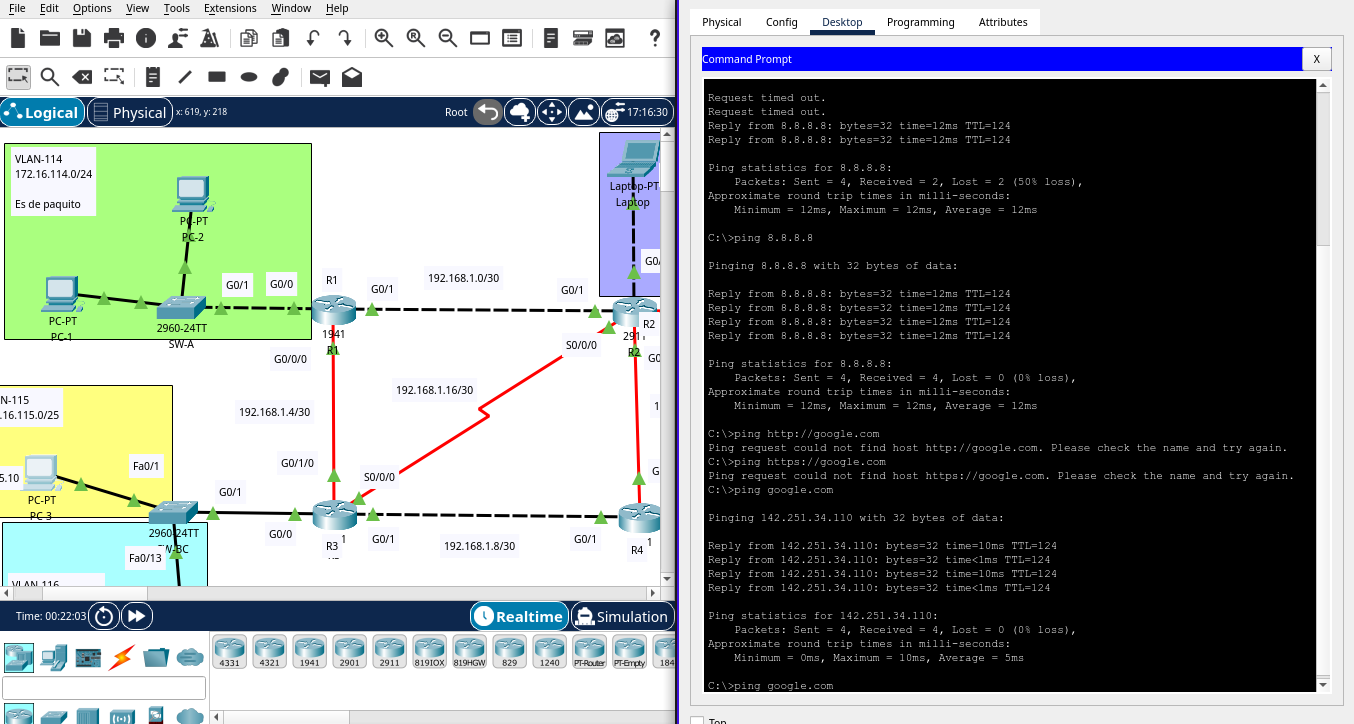 File Edit Options View Tools Extensions Window Help
Logical Physical x: 619, y: 218 Root 17:16:30
VLAN-114
172.16.114.0/24
Es de paquito
PC-PT
PC-2
PC-PT
PC-1
2960-24TT
SW-A
G0/1
G0/0
R1
1941
R1
G0/1
192.168.1.0/30
G0/1
Laptop-PT
Laptop
G0/
R2
R2
S0/0/0
G0/0/0
192.168.1.16/30
192.168.1.4/30
N-115
.16.115.0/25
5.10
Fa0/1
PC-PT
PC 3
G0/1
2960-24TT
Fa0/13
VLAN-116
G0/1/0
S0/0/0
G0/0
R3
1
G0/1
192.168.1.8/30
G0/1
R4
1
Time: 00:22:03 Realtime Simulation
4331 4321 1941 2901 2911 819IOX 819HGW 829 1240 PT-Router PT-Empty 184
Physical Config Desktop Programming Attributes
Command Prompt X
Request timed out.
Request timed out.
Reply from 8.8.8.8: bytes=32 time=12ms TTL=124
Reply from 8.8.8.8: bytes=32 time=12ms TTL=124
Ping statistics for 8.8.8.8:
Packets: Sent = 4, Received = 2, Lost = 2 (50% loss),
Approximate round trip times in milli-seconds:
Minimum = 12ms, Maximum = 12ms, Average = 12ms
C:\>ping 8.8.8.8
Pinging 8.8.8.8 with 32 bytes of data:
Reply from 8.8.8.8: bytes=32 time=12ms TTL=124
Reply from 8.8.8.8: bytes=32 time=12ms TTL=124
Reply from 8.8.8.8: bytes=32 time=12ms TTL=124
Reply from 8.8.8.8: bytes=32 time=12ms TTL=124
Ping statistics for 8.8.8.8:
Packets: Sent = 4, Received = 4, Lost = 0 (0% loss),
Approximate round trip times in milli-seconds:
Minimum = 12ms, Maximum = 12ms, Average = 12ms
C:\>ping http://google.com
Ping request could not find host http://google.com. Please check the name and try again.
C:\>ping https://google.com
Ping request could not find host https://google.com. Please check the name and try again.
C:\>ping google.com
Pinging 142.251.34.110 with 32 bytes of data:
Reply from 142.251.34.110: bytes=32 time=10ms TTL=124
Reply from 142.251.34.110: bytes=32 time<1ms TTL=124
Reply from 142.251.34.110: bytes=32 time=10ms TTL=124
Reply from 142.251.34.110: bytes=32 time<1ms TTL=124
Ping statistics for 142.251.34.110:
Packets: Sent = 4, Received = 4, Lost = 0 (0% loss),
Approximate round trip times in milli-seconds:
Minimum = 0ms, Maximum = 10ms, Average = 5ms
C:\>ping google.com
Top